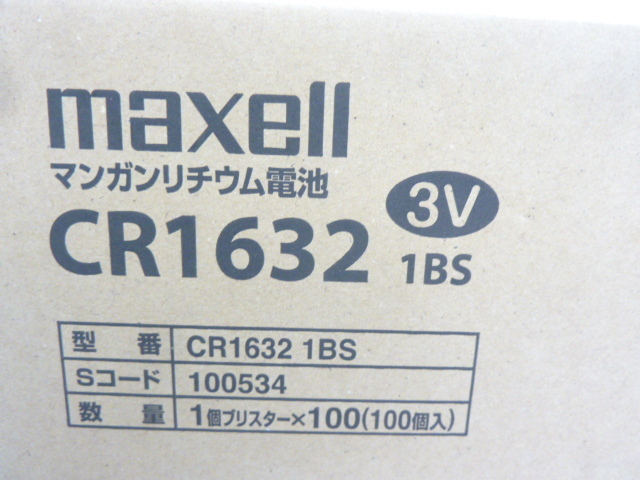 maxell
マンガンリチウム電池
3V
CR1632 1BS
型 番 CR1632 1BS
Sコード 100534
数 量 1個ブリスター×100(100個入)